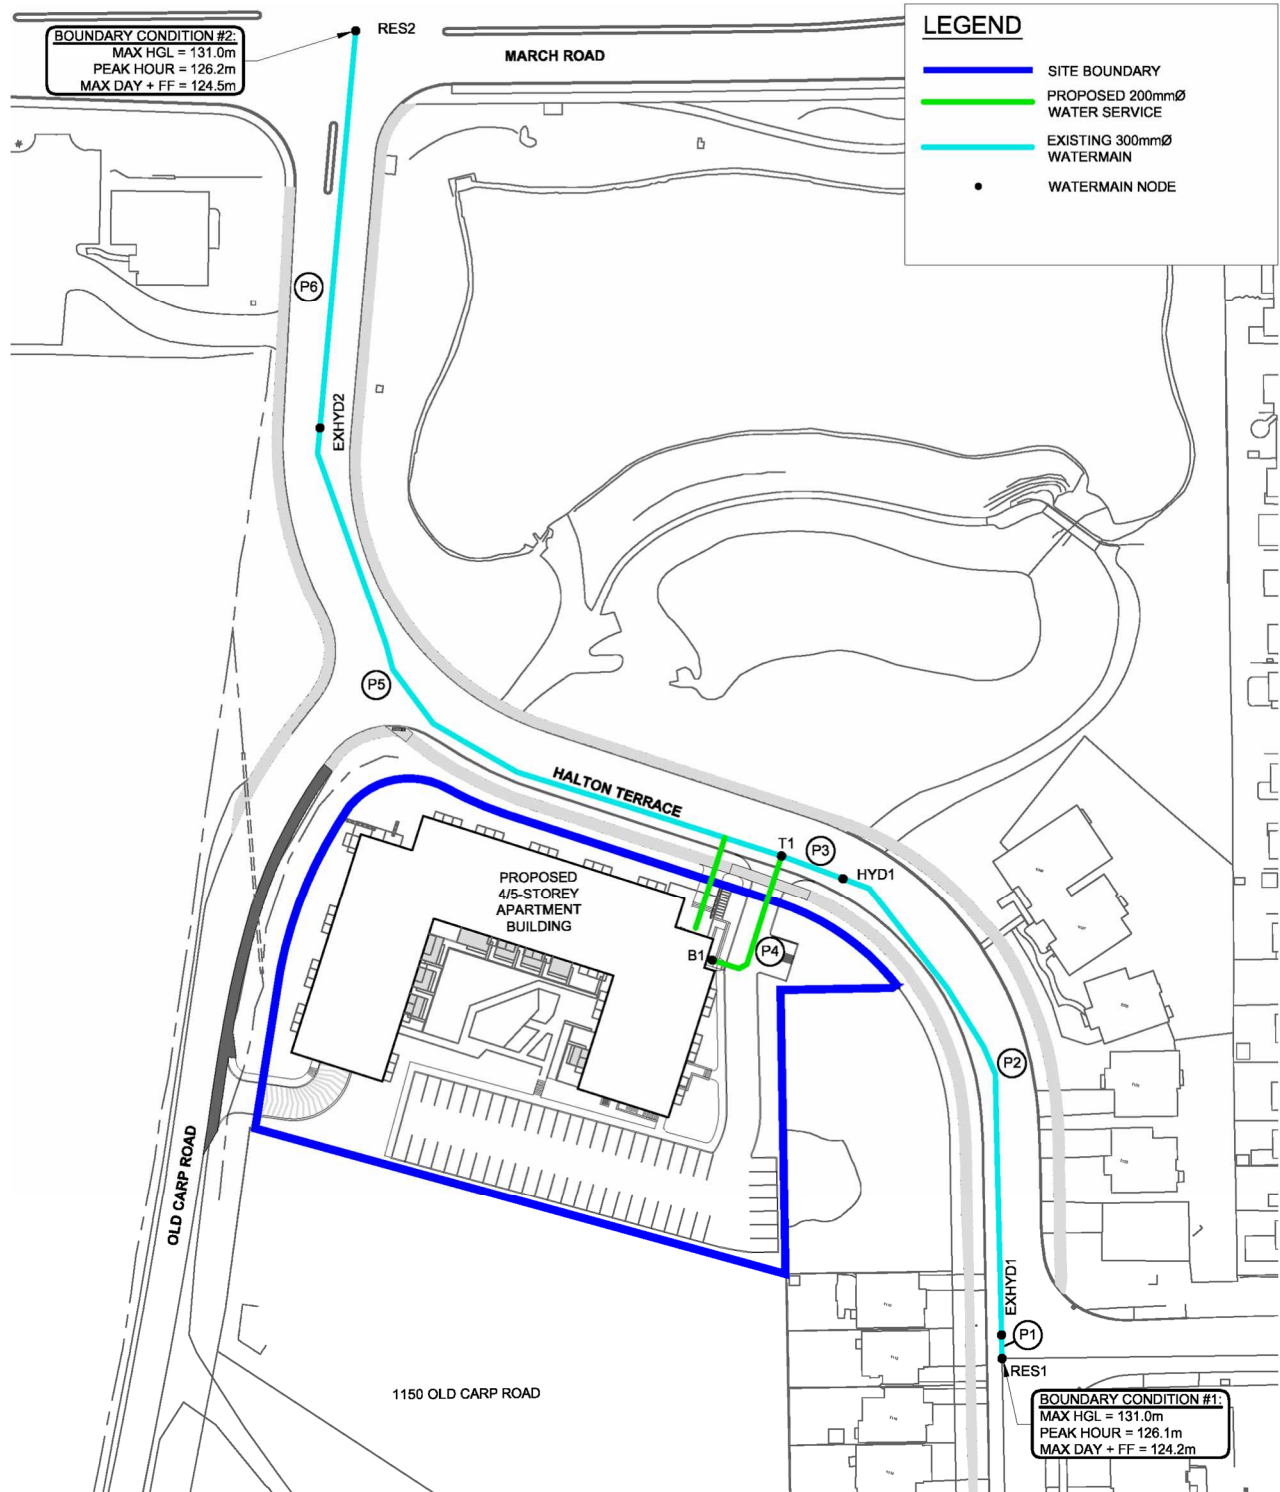 BOUNDARY CONDITION #2:
MAX HGL = 131.0m
PEAK HOUR = 126.2m
MAX DAY + FF = 124.5m
RES2
MARCH ROAD
LEGEND
SITE BOUNDARY
PROPOSED 200mmØ
WATER SERVICE
EXISTING 300mmØ
WATERMAIN
WATERMAIN NODE
P6
EXHYD2
P5
HALTON TERRACE
T1
P3
HYD1
PROPOSED
4/5-STOREY
APARTMENT
BUILDING
B1
P4
P2
OLD CARP ROAD
EXHYD1
P1
RES1
1150 OLD CARP ROAD
BOUNDARY CONDITION #1:
MAX HGL = 131.0m
PEAK HOUR = 126.1m
MAX DAY + FF = 124.2m